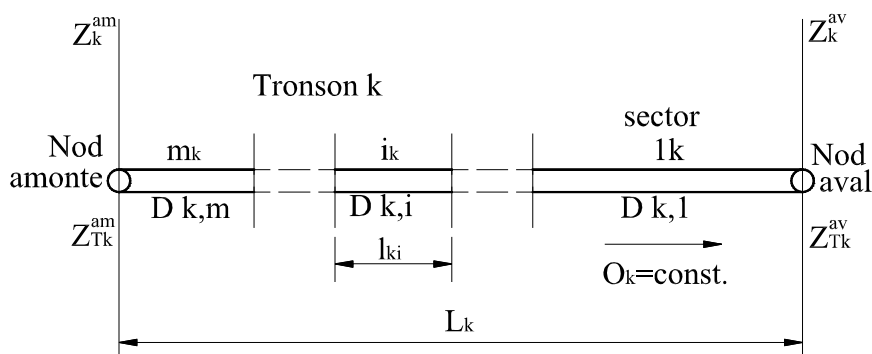 Z_k^am Z_k^av
Tronson k
sector
Nod m_k i_k 1k Nod
amonte aval
D k,m D k,i D k,1
Z_Tk^am Z_Tk^av
l_ki
O_k=const.
L_k